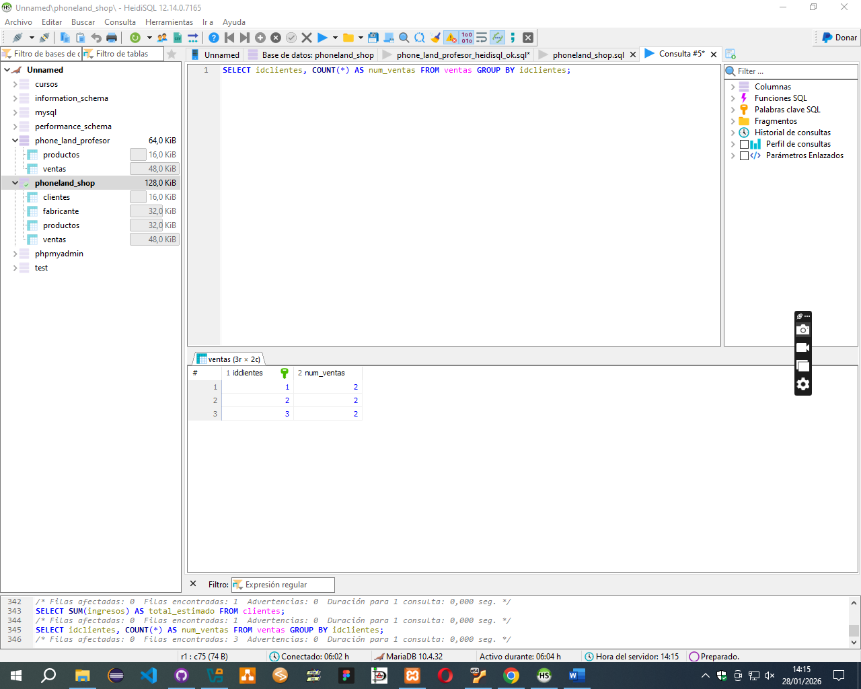 Unnamed\phoneland_shop\ - HeidiSQL 12.14.0.7165
Archivo Editar Buscar Consulta Herramientas Ir a Ayuda
Donar
Filtro de bases de c Filtro de tablas
Unnamed Base de datos: phoneland_shop phone_land_profesor_heidisql_ok.sql* phoneland_shop.sql Consulta #5*
Unnamed
cursos
information_schema
mysql
performance_schema
phone_land_profesor 64,0 KiB
productos 16,0 KiB
ventas 48,0 KiB
phoneland_shop 128,0 KiB
clientes 16,0 KiB
fabricante 32,0 KiB
productos 32,0 KiB
ventas 48,0 KiB
phpmyadmin
test
1 SELECT idclientes, COUNT(*) AS num_ventas FROM ventas GROUP BY idclientes;
Filter ...
Columnas
Funciones SQL
Palabras clave SQL
Fragmentos
Historial de consultas
Perfil de consultas
Parámetros Enlazados
ventas (3r × 2c)
# 1 idclientes 2 num_ventas
1 1 2
2 2 2
3 3 2
Filtro: Expresión regular
342 /* Filas afectadas: 0 Filas encontradas: 1 Advertencias: 0 Duración para 1 consulta: 0,000 seg. */
343 SELECT SUM(ingresos) AS total_estimado FROM clientes;
344 /* Filas afectadas: 0 Filas encontradas: 1 Advertencias: 0 Duración para 1 consulta: 0,000 seg. */
345 SELECT idclientes, COUNT(*) AS num_ventas FROM ventas GROUP BY idclientes;
346 /* Filas afectadas: 0 Filas encontradas: 3 Advertencias: 0 Duración para 1 consulta: 0,000 seg. */
r1 : c75 (74 B) Conectado: 06:02 h MariaDB 10.4.32 Activo durante: 06:04 h Hora del servidor: 14:15 Preparado.
14:15
28/01/2026